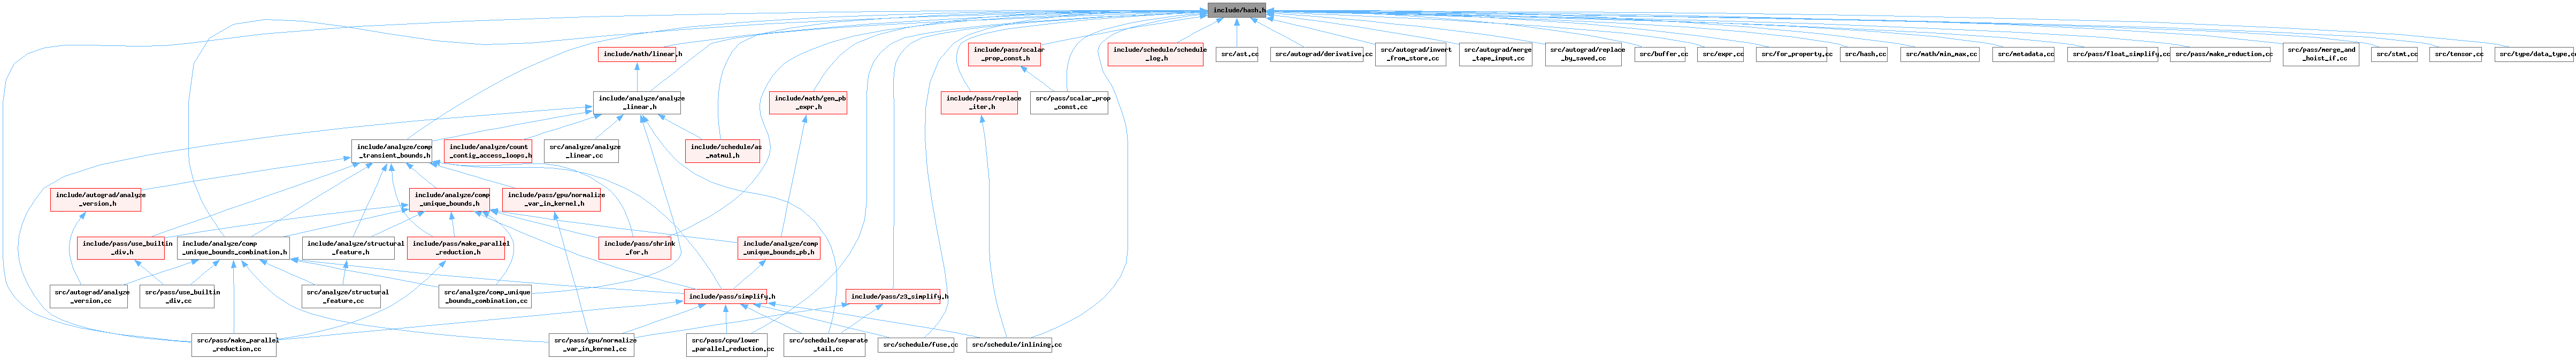 include/hash.h
include/math/linear.h
include/pass/scalar
_prop_const.h
include/schedule/schedule
_log.h
src/ast.cc
src/autograd/derivative.cc
src/autograd/invert
_from_store.cc
src/autograd/merge
_tape_input.cc
src/autograd/replace
_by_saved.cc
src/buffer.cc
src/expr.cc
src/for_property.cc
src/hash.cc
src/math/min_max.cc
src/metadata.cc
src/pass/float_simplify.cc
src/pass/make_reduction.cc
src/pass/merge_and
_hoist_if.cc
src/stmt.cc
src/tensor.cc
src/type/data_type.cc
include/analyze/analyze
_linear.h
include/math/gen_pb
_expr.h
include/pass/replace
_iter.h
src/pass/scalar_prop
_const.cc
include/analyze/comp
_transient_bounds.h
include/analyze/count
_contig_access_loops.h
src/analyze/analyze
_linear.cc
include/schedule/as
_matmul.h
include/autograd/analyze
_version.h
include/analyze/comp
_unique_bounds.h
include/pass/gpu/normalize
_var_in_kernel.h
include/pass/use_builtin
_div.h
include/analyze/comp
_unique_bounds_combination.h
include/analyze/structural
_feature.h
include/pass/make_parallel
_reduction.h
include/pass/shrink
_for.h
include/analyze/comp
_unique_bounds_pb.h
src/autograd/analyze
_version.cc
src/pass/use_builtin
_div.cc
src/analyze/structural
_feature.cc
src/analyze/comp_unique
_bounds_combination.cc
include/pass/simplify.h
include/pass/z3_simplify.h
src/pass/make_parallel
_reduction.cc
src/pass/gpu/normalize
_var_in_kernel.cc
src/pass/cpu/lower
_parallel_reduction.cc
src/schedule/separate
_tail.cc
src/schedule/fuse.cc
src/schedule/inlining.cc